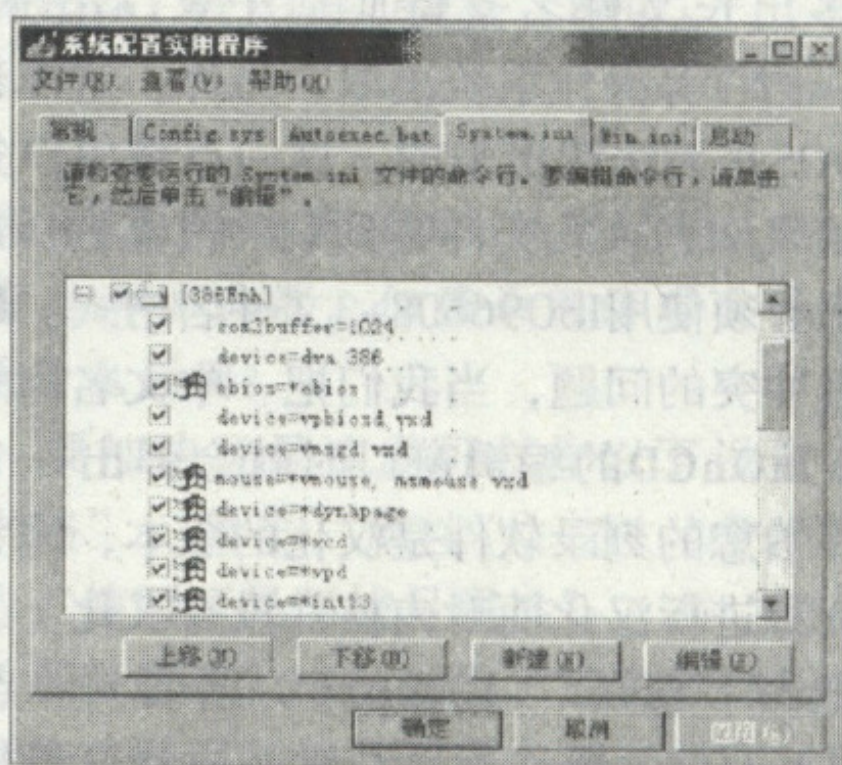 系统配置实用程序
文件(F) 查看(V) 帮助(H)
常规 Config.sys Autoexec.bat System.ini Win.ini 启动
请检查要运行的 System.ini 文件的命令行。要编辑命令行，请单击
它，然后单击“编辑”。
[386Enh]
com2buffer=1024
device=dva.386
ebios=*ebios
device=vpbiosd.vxd
device=vmsgd.vxd
mouse=*vmouse, msmouse.vxd
device=*dynapage
device=*vcd
device=*vpd
device=*int13
上移 下移 新建(N) 编辑(E)
确定 取消